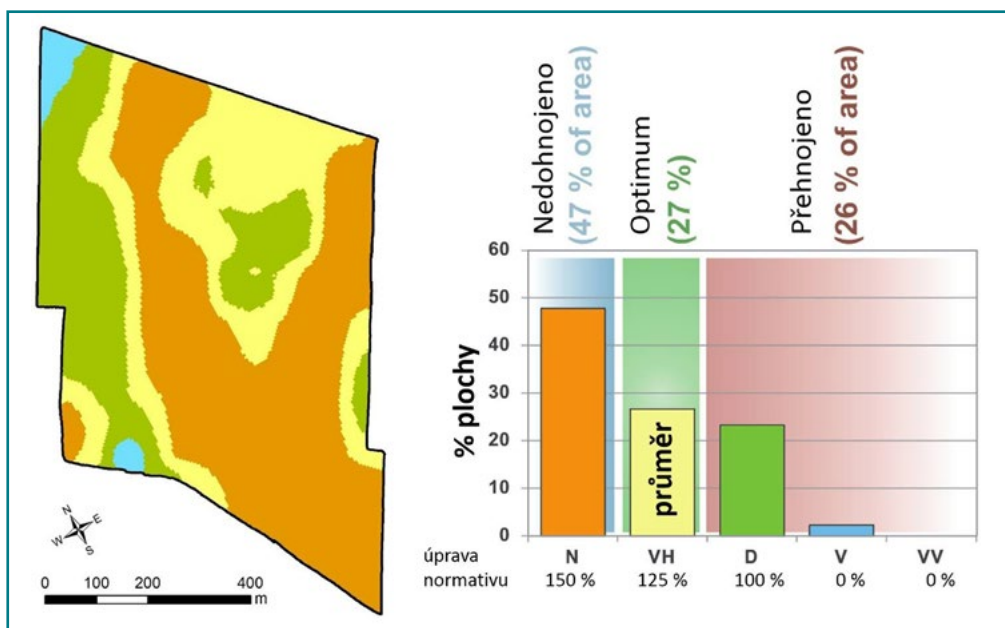 N
E
W
S
0 100 200 400
m
Nedohnojeno
(47 % of area)
Optimum
(27 %)
Přehnojeno
(26 % of area)
% plochy
60
50
40
30
20
10
0
průměr
úprava N VH D V VV
normativu 150 % 125 % 100 % 0 % 0 %